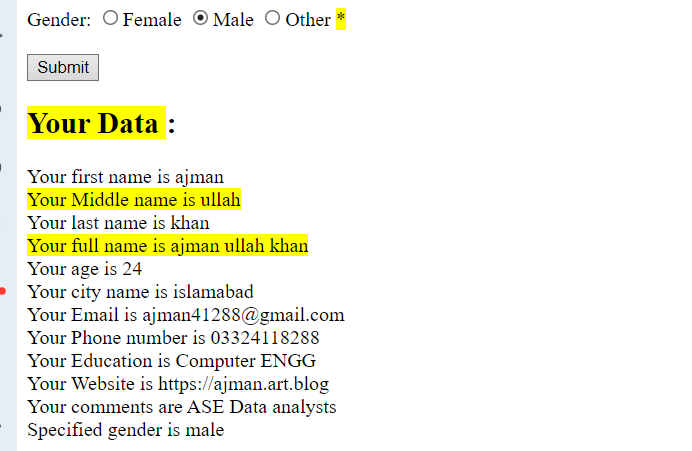 Gender: Female Male Other *
Submit
Your Data :
Your first name is ajman
Your Middle name is ullah
Your last name is khan
Your full name is ajman ullah khan
Your age is 24
Your city name is islamabad
Your Email is ajman41288@gmail.com
Your Phone number is 03324118288
Your Education is Computer ENGG
Your Website is https://ajman.art.blog
Your comments are ASE Data analysts
Specified gender is male